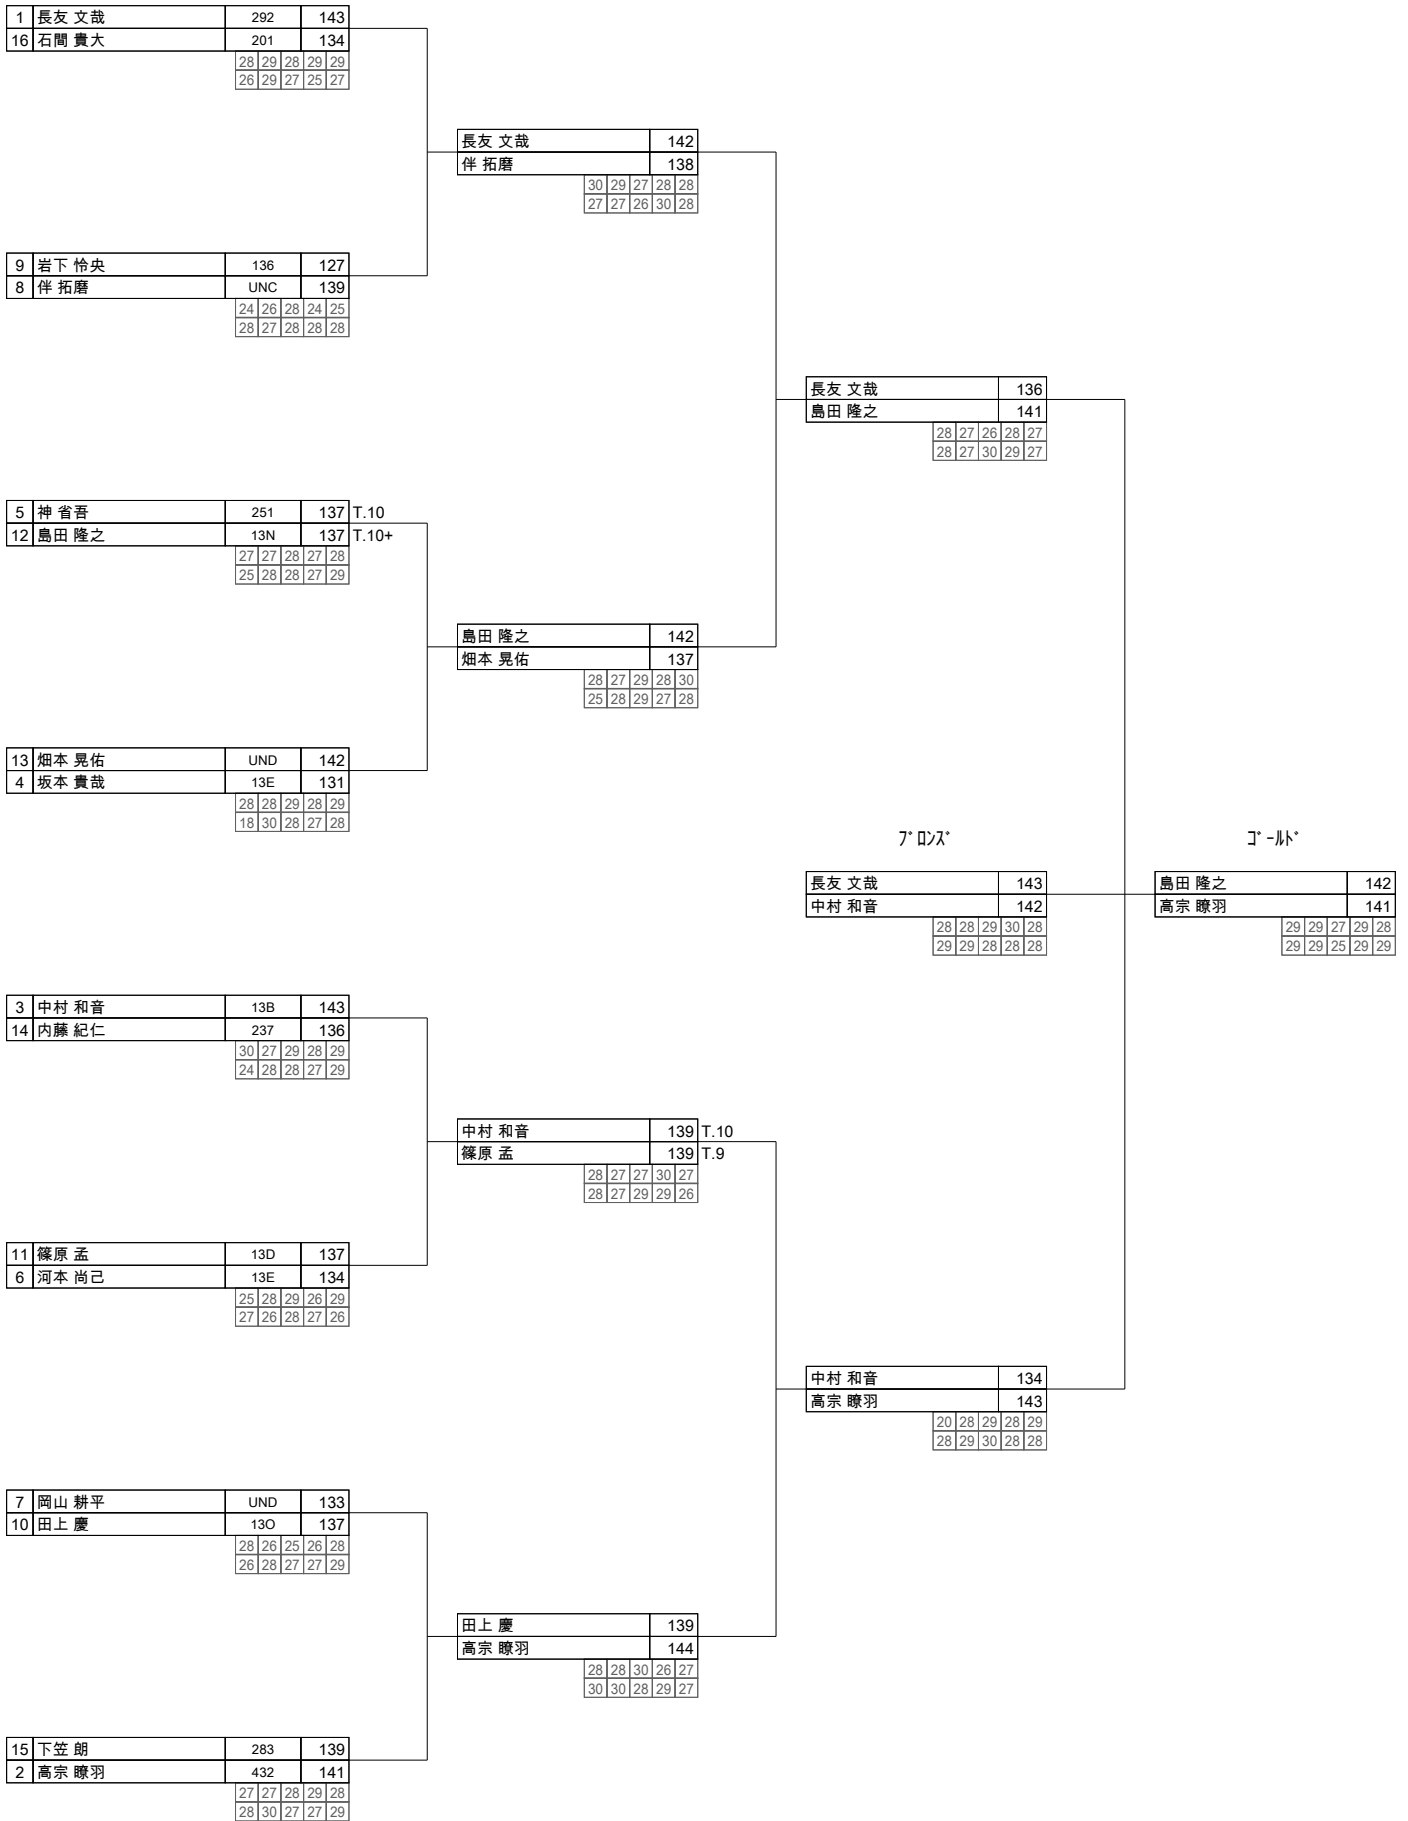 1 長友 文哉 292 143
16 石間 貴大 201 134
28 29 28 29 29
26 29 27 25 27
長友 文哉 142
伴 拓磨 138
30 29 27 28 28
27 27 26 30 28
9 岩下 怜央 136 127
8 伴 拓磨 UNC 139
24 26 28 24 25
28 27 28 28 28
長友 文哉 136
島田 隆之 141
28 27 26 28 27
28 27 30 29 27
5 神 省吾 251 137 T.10
12 島田 隆之 13N 137 T.10+
27 27 28 27 28
25 28 28 27 29
島田 隆之 142
畑本 晃佑 137
28 27 29 28 30
25 28 29 27 28
13 畑本 晃佑 UND 142
4 坂本 貴哉 13E 131
28 28 29 28 29
18 30 28 27 28
ﾌﾞﾛﾝｽﾞ ｺﾞｰﾙﾄﾞ
長友 文哉 143
中村 和音 142
28 28 29 30 28
29 29 28 28 28
島田 隆之 142
高宗 瞭羽 141
29 29 27 29 28
29 29 25 29 29
3 中村 和音 13B 143
14 内藤 紀仁 237 136
30 27 29 28 29
24 28 28 27 29
中村 和音 139 T.10
篠原 孟 139 T.9
28 27 27 30 27
28 27 29 29 26
11 篠原 孟 13D 137
6 河本 尚己 13E 134
25 28 29 26 29
27 26 28 27 26
中村 和音 134
高宗 瞭羽 143
20 28 29 28 29
28 29 30 28 28
7 岡山 耕平 UND 133
10 田上 慶 13O 137
28 26 25 26 28
26 28 27 27 29
田上 慶 139
高宗 瞭羽 144
28 28 30 26 27
30 30 28 29 27
15 下笠 朗 283 139
2 高宗 瞭羽 432 141
27 27 28 29 28
28 30 27 27 29